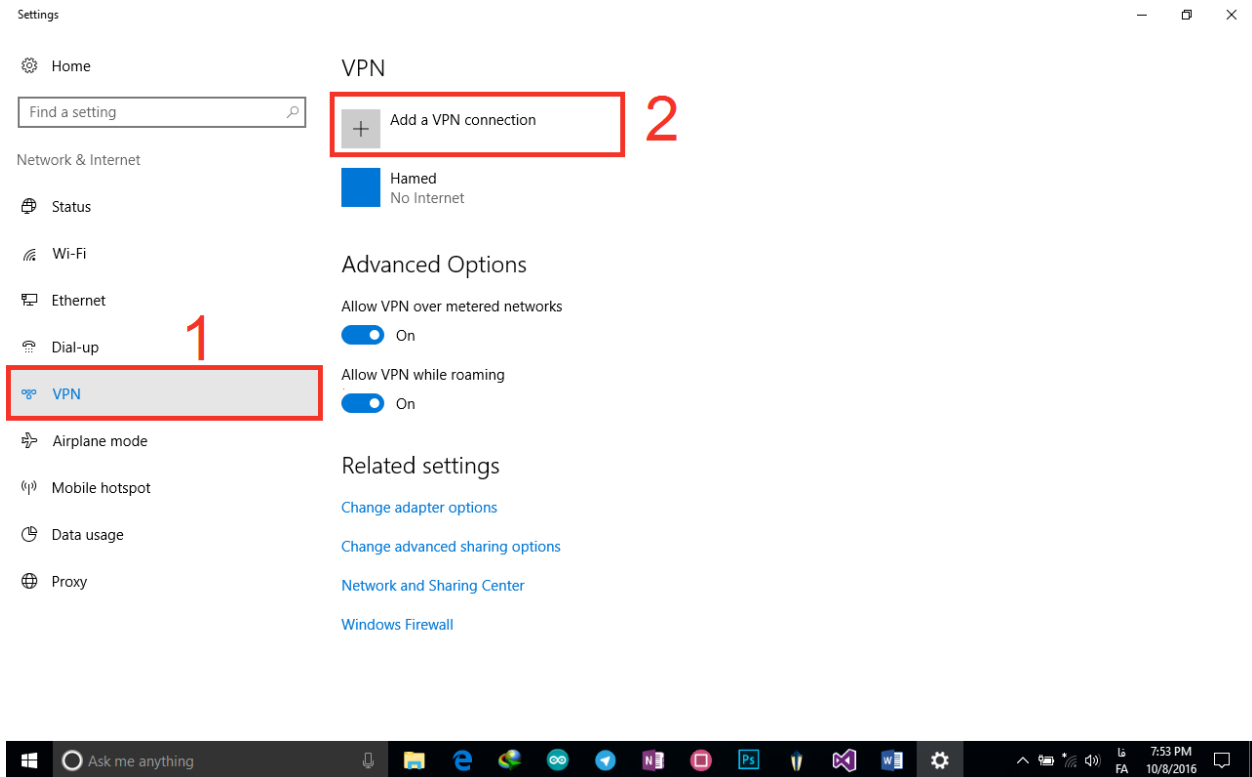 Settings
Home
Find a setting
Network & Internet
Status
Wi-Fi
Ethernet
Dial-up
1
VPN
Airplane mode
Mobile hotspot
Data usage
Proxy
VPN
Add a VPN connection
2
Hamed
No Internet
Advanced Options
Allow VPN over metered networks
On
Allow VPN while roaming
On
Related settings
Change adapter options
Change advanced sharing options
Network and Sharing Center
Windows Firewall
Ask me anything
N
Ps
W
فا
FA
7:53 PM
10/8/2016